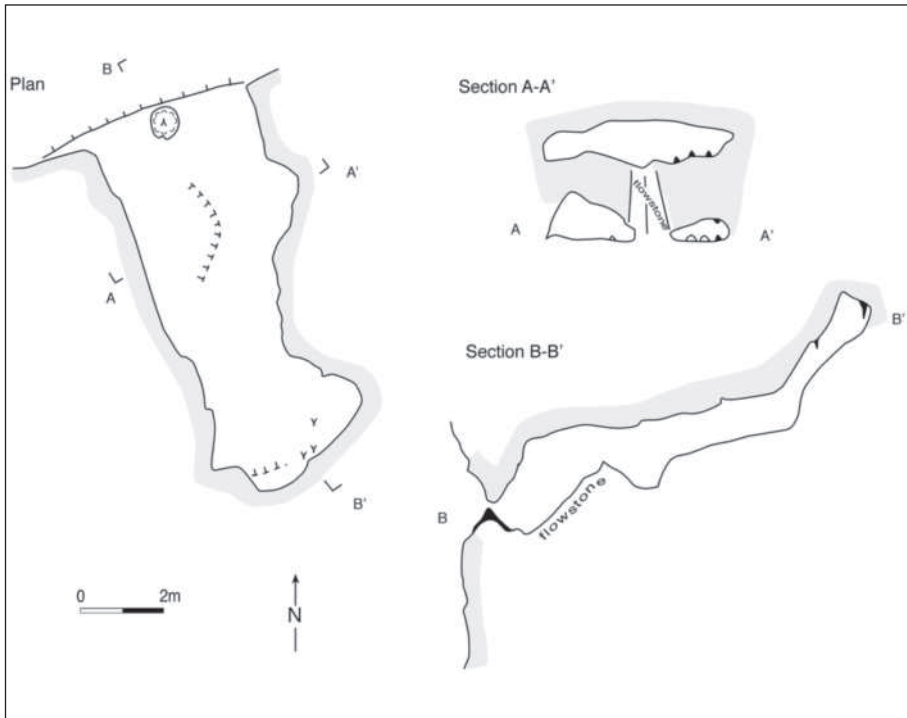 Plan
B
A'
A
B'
0 2m
N
Section A-A'
flowstone
A
A'
Section B-B'
B'
B
flowstone